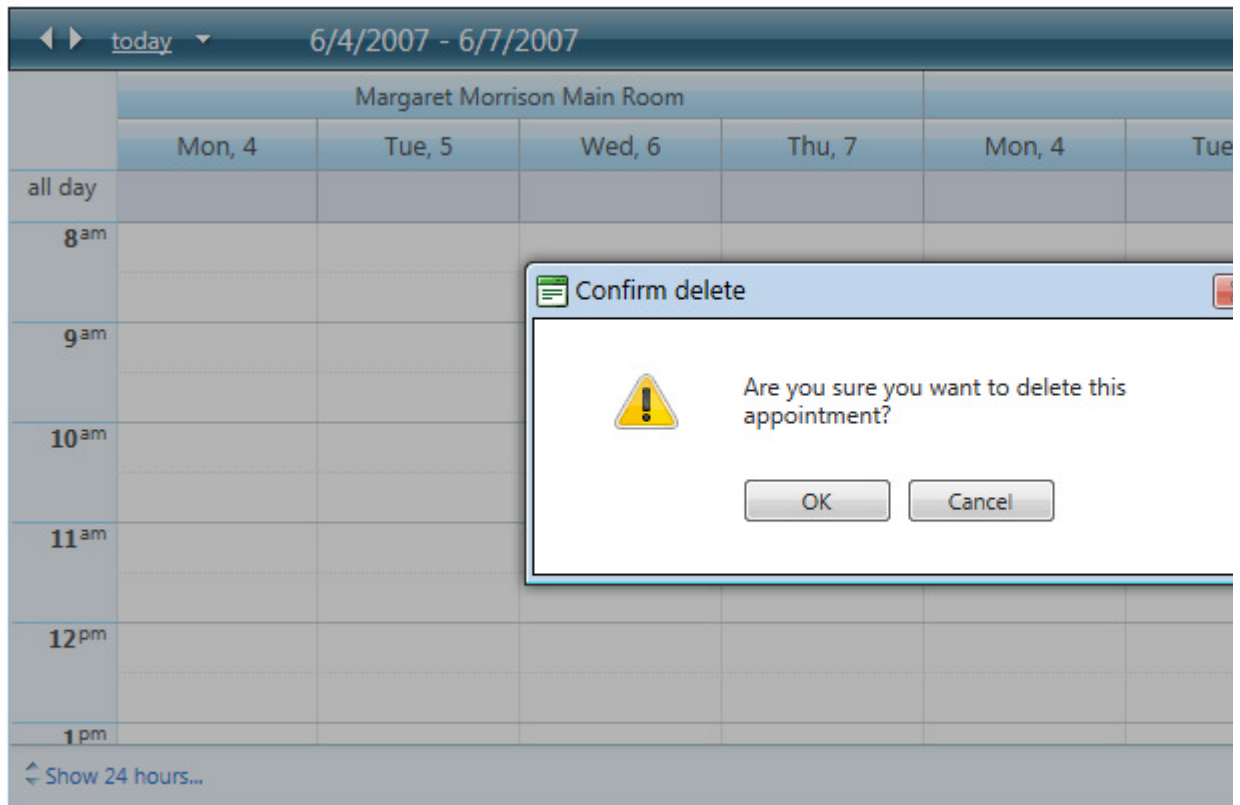 today 6/4/2007 - 6/7/2007
Margaret Morrison Main Room
Mon, 4 Tue, 5 Wed, 6 Thu, 7 Mon, 4 Tue
all day
8am
Confirm delete
9am
Are you sure you want to delete this
appointment?
10am
OK Cancel
11am
12pm
1pm
Show 24 hours...